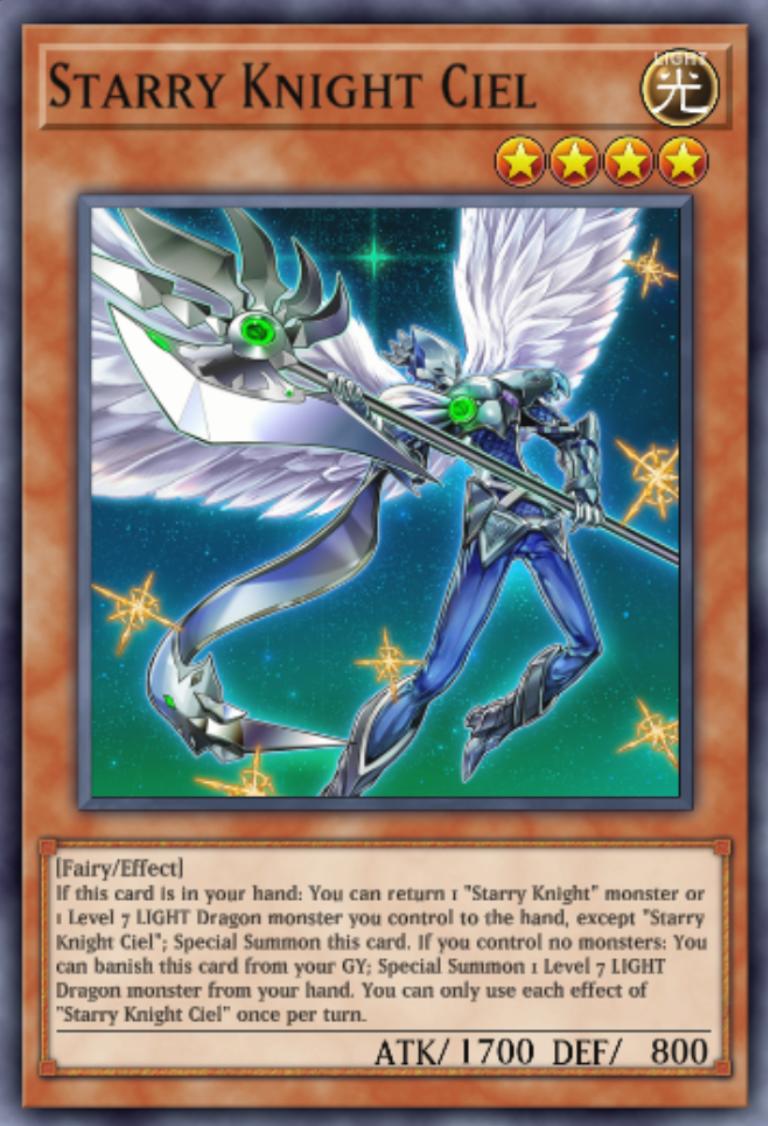 STARRY KNIGHT CIEL
LIGHT
光
[Fairy/Effect]
If this card is in your hand: You can return 1 "Starry Knight" monster or
1 Level 7 LIGHT Dragon monster you control to the hand, except "Starry
Knight Ciel"; Special Summon this card. If you control no monsters: You
can banish this card from your GY; Special Summon 1 Level 7 LIGHT
Dragon monster from your hand. You can only use each effect of
"Starry Knight Ciel" once per turn.
ATK/ 1700 DEF/ 800